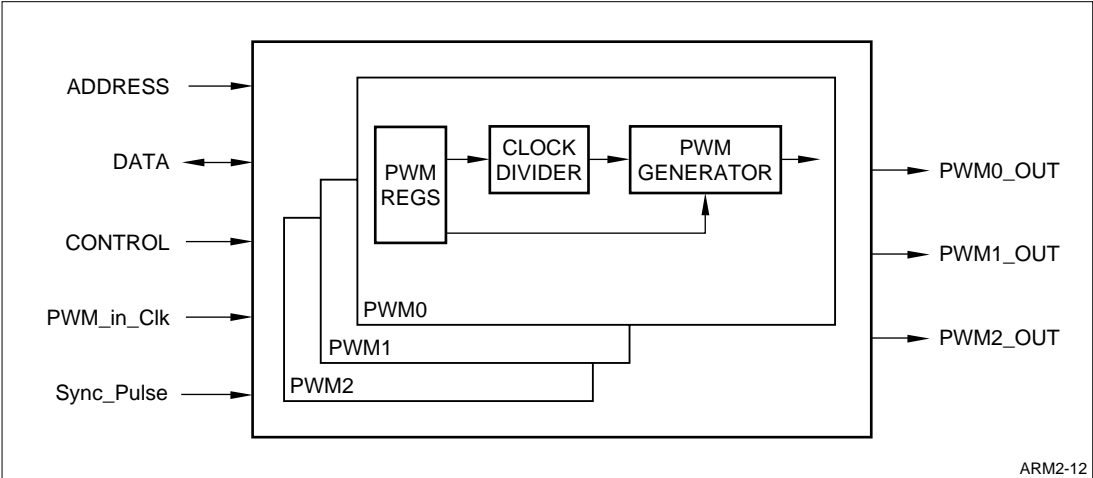 ADDRESS
DATA
CONTROL
PWM_in_Clk
Sync_Pulse
PWM
REGS
CLOCK
DIVIDER
PWM
GENERATOR
PWM0
PWM1
PWM2
PWM0_OUT
PWM1_OUT
PWM2_OUT
ARM2-12